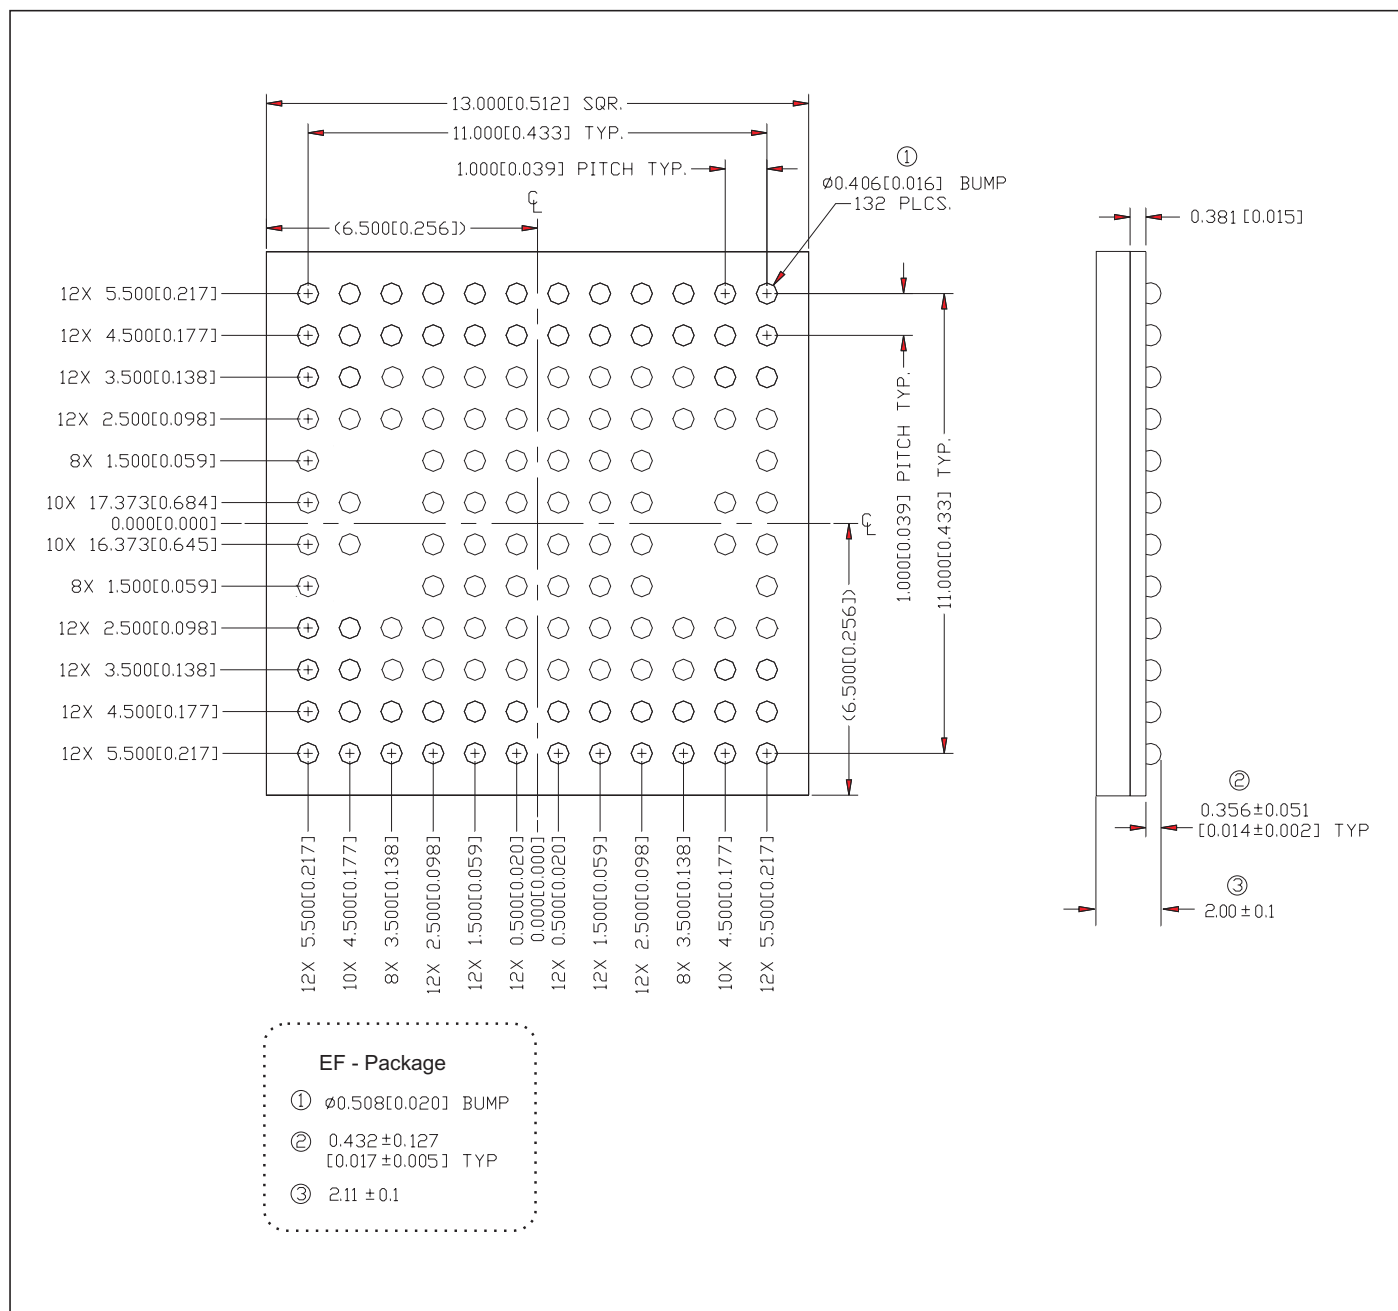 13.000[0.512] SQR.
11.000[0.433] TYP.
1.000[0.039] PITCH TYP.
①
Ø0.406[0.016] BUMP
132 PLCS.
℄
(6.500[0.256])
0.381 [0.015]
12X 5.500[0.217]
12X 4.500[0.177]
12X 3.500[0.138]
12X 2.500[0.098]
8X 1.500[0.059]
10X 17.373[0.684]
0.000[0.000]
10X 16.373[0.645]
8X 1.500[0.059]
12X 2.500[0.098]
12X 3.500[0.138]
12X 4.500[0.177]
12X 5.500[0.217]
℄
1.000[0.039] PITCH TYP.
11.000[0.433] TYP.
(6.500[0.256])
②
0.356±0.051
[0.014±0.002] TYP
③
2.00±0.1
12X 5.500[0.217]
10X 4.500[0.177]
8X 3.500[0.138]
12X 2.500[0.098]
12X 1.500[0.059]
12X 0.500[0.020]
0.000[0.000]
12X 0.500[0.020]
12X 1.500[0.059]
12X 2.500[0.098]
8X 3.500[0.138]
10X 4.500[0.177]
12X 5.500[0.217]
EF - Package
① Ø0.508[0.020] BUMP
② 0.432±0.127
[0.017±0.005] TYP
③ 2.11 ±0.1